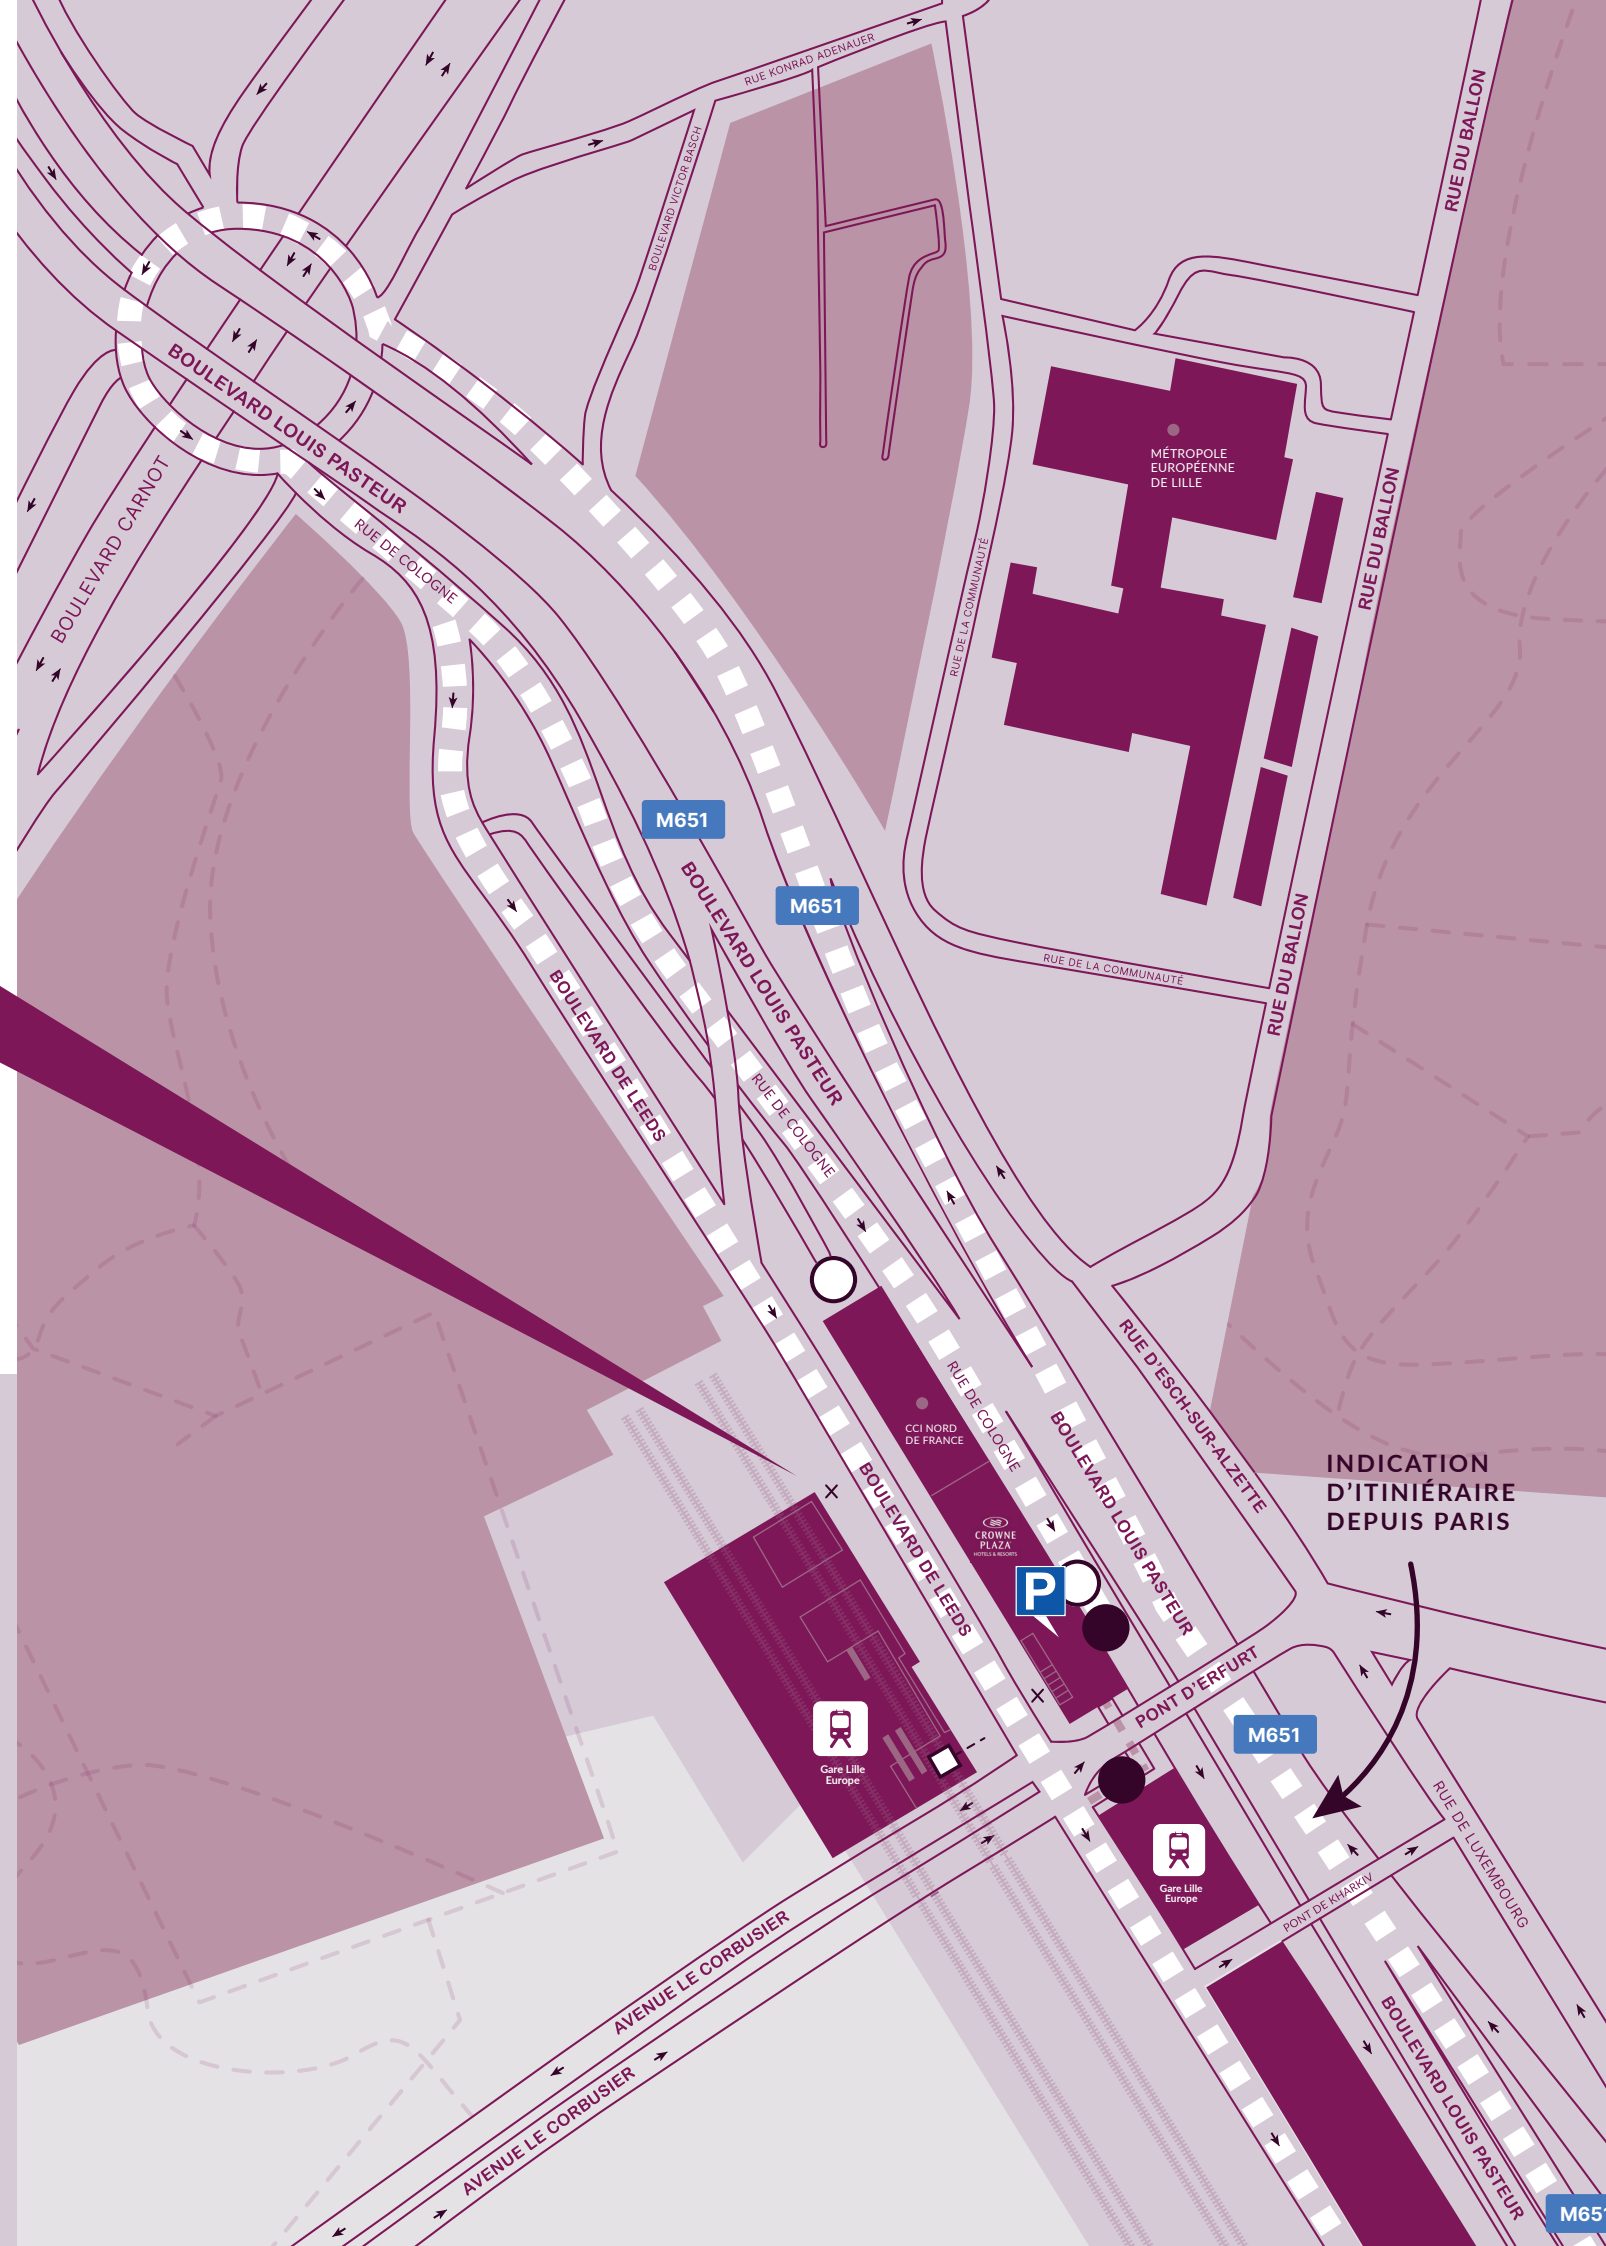 RUE KONRAD ADENAUER
RUE DU BALLON
BOULEVARD VICTOR BASCH
BOULEVARD LOUIS PASTEUR
MÉTROPOLE
EUROPÉENNE
DE LILLE
BOULEVARD CARNOT
RUE DE COLOGNE
RUE DU BALLON
RUE DE LA COMMUNAUTÉ
M651
BOULEVARD LOUIS PASTEUR
M651
RUE DU BALLON
RUE DE LA COMMUNAUTÉ
BOULEVARD DE LEEDS
RUE DE COLOGNE
RUE D'ESCH-SUR-ALZETTE
RUE DE COLOGNE
CCI NORD
DE FRANCE
BOULEVARD LOUIS PASTEUR
INDICATION
D'ITINIÉRAIRE
DEPUIS PARIS
BOULEVARD DE LEEDS
CROWNE
PLAZA
HOTELS & RESORTS
P
PONT D'ERFURT
M651
Gare Lille
Europe
RUE DE LUXEMBOURG
Gare Lille
Europe
PONT DE KHARKIV
AVENUE LE CORBUSIER
BOULEVARD LOUIS PASTEUR
AVENUE LE CORBUSIER
M651